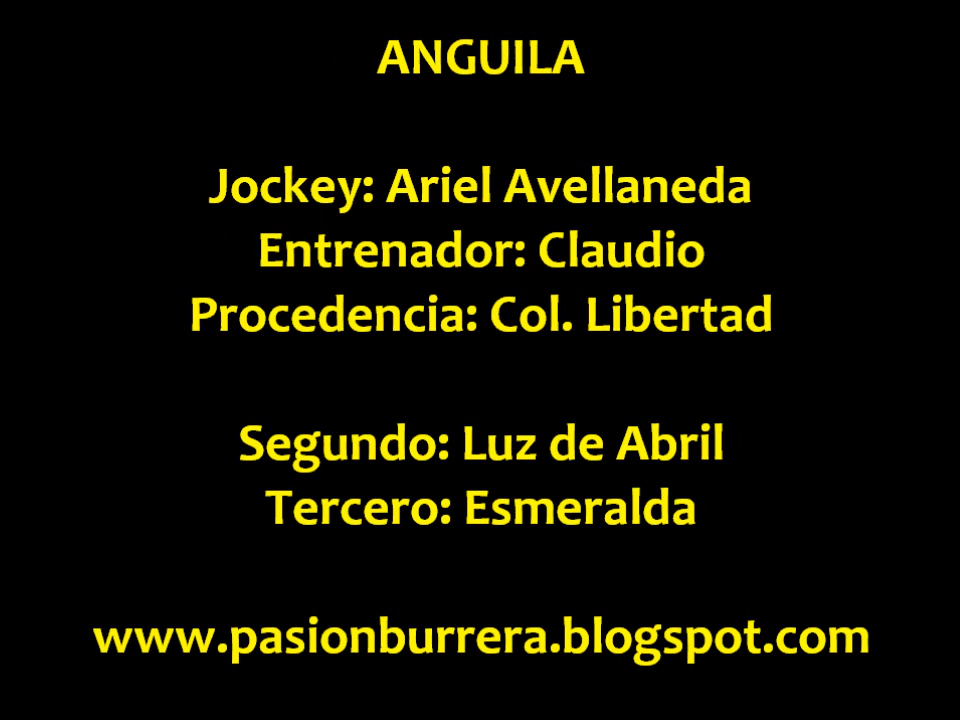 ANGUILA
Jockey: Ariel Avellaneda
Entrenador: Claudio
Procedencia: Col. Libertad
Segundo: Luz de Abril
Tercero: Esmeralda
www.pasionburrera.blogspot.com